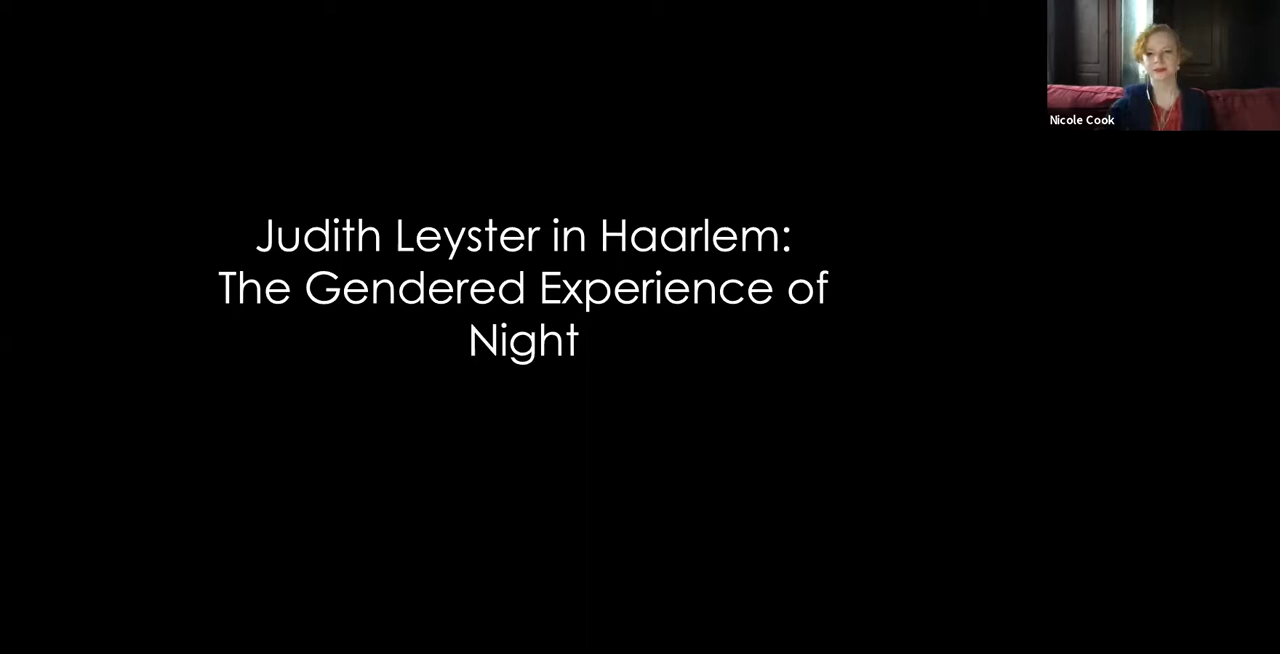 Nicole Cook
Judith Leyster in Haarlem:
The Gendered Experience of
Night